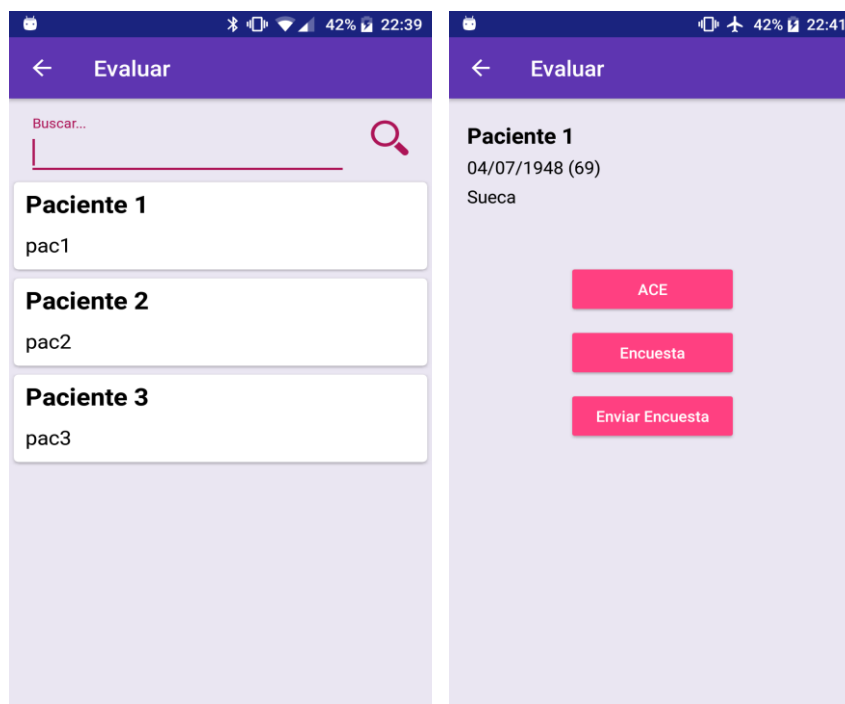 42% 22:39
Evaluar
Buscar...
Paciente 1
pac1
Paciente 2
pac2
Paciente 3
pac3
42% 22:41
Evaluar
Paciente 1
04/07/1948 (69)
Sueca
ACE
Encuesta
Enviar Encuesta